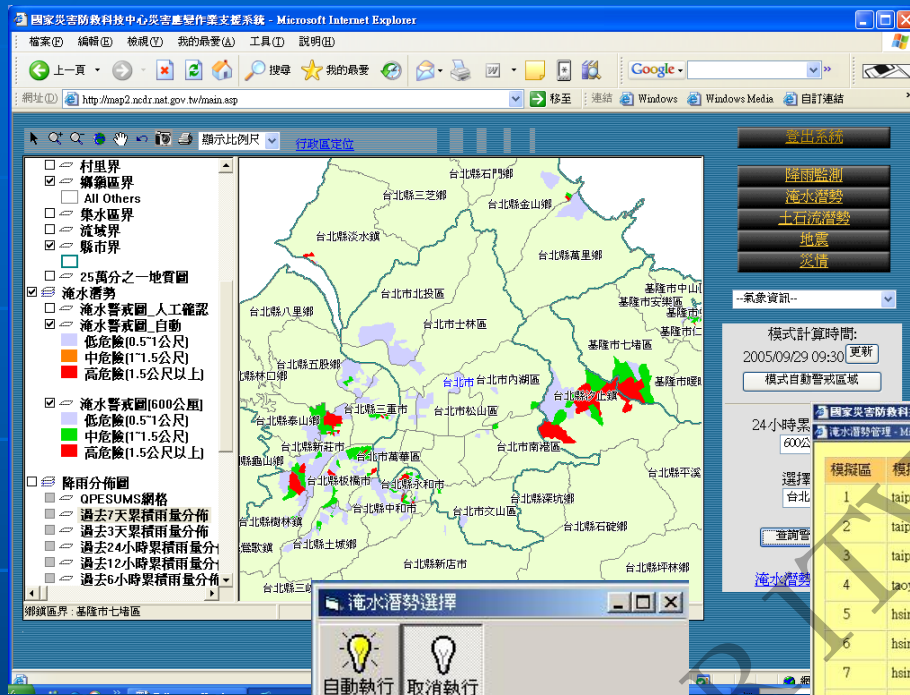 國家災害防救科技中心災害應變作業支援系統 - Microsoft Internet Explorer
檔案(F) 編輯(E) 檢視(V) 我的最愛(A) 工具(T) 說明(H)
上一頁 搜尋 我的最愛 Google
網址(D) http://map2.ncdr.nat.gov.tw/main.asp 移至 連結 Windows Windows Media 自訂連結
顯示比例尺 行政區定位
登出系統
降雨監測
淹水潛勢
土石流潛勢
地震
災情
--氣象資訊--
模式計算時間:
2005/09/29 09:30 更新
模式自動警戒區域
24小時累
600公
選擇
台北
查詢警
淹水潛勢
村里界
鄉鎮區界
All Others
集水區界
流域界
縣市界
25萬分之一地質圖
淹水潛勢
淹水警戒圖_人工確認
淹水警戒圖_自動
低危險(0.5~1公尺)
中危險(1~1.5公尺)
高危險(1.5公尺以上)
淹水警戒圖[600公厘]
低危險(0.5~1公尺)
中危險(1~1.5公尺)
高危險(1.5公尺以上)
降雨分佈圖
QPESUMS網格
過去7天累積雨量分佈
過去3天累積雨量分佈
過去24小時累積雨量分佈
過去12小時累積雨量分佈
過去6小時累積雨量分佈
鄉鎮區界 : 基隆市七堵區
台北縣石門鄉
台北縣三芝鄉
台北縣金山鄉
台北縣淡水鎮
台北縣萬里鄉
台北市北投區
基隆市中山
基隆市安樂區
台北縣八里鄉
基隆市
台北市士林區
基隆市仁
基隆市七堵區
台北縣五股鄉
縣林口鄉
台北市 台北市內湖區
基隆市暖
台北縣汐止鎮
台北縣三重市
台北市松山區
台北縣泰山鄉
台北縣新莊市
台北市南港區
縣龜山鄉
台北市萬華區
台北縣平溪
台北縣板橋市
台北縣永和市
台北縣深坑鄉
台北縣中和市
台北市文山區
台北縣樹林鎮
台北縣石碇鄉
鶯歌鎮
台北縣土城鄉
台北縣新店市
台北縣坪林鄉
台北縣三
淹水潛勢選擇
自動執行 取消執行
國家災害防救科
淹水潛勢管理 - M
模擬區 模
1 taip
2 taip
3 taip
4 taoy
5 hsin
6 hsin
7 hsin